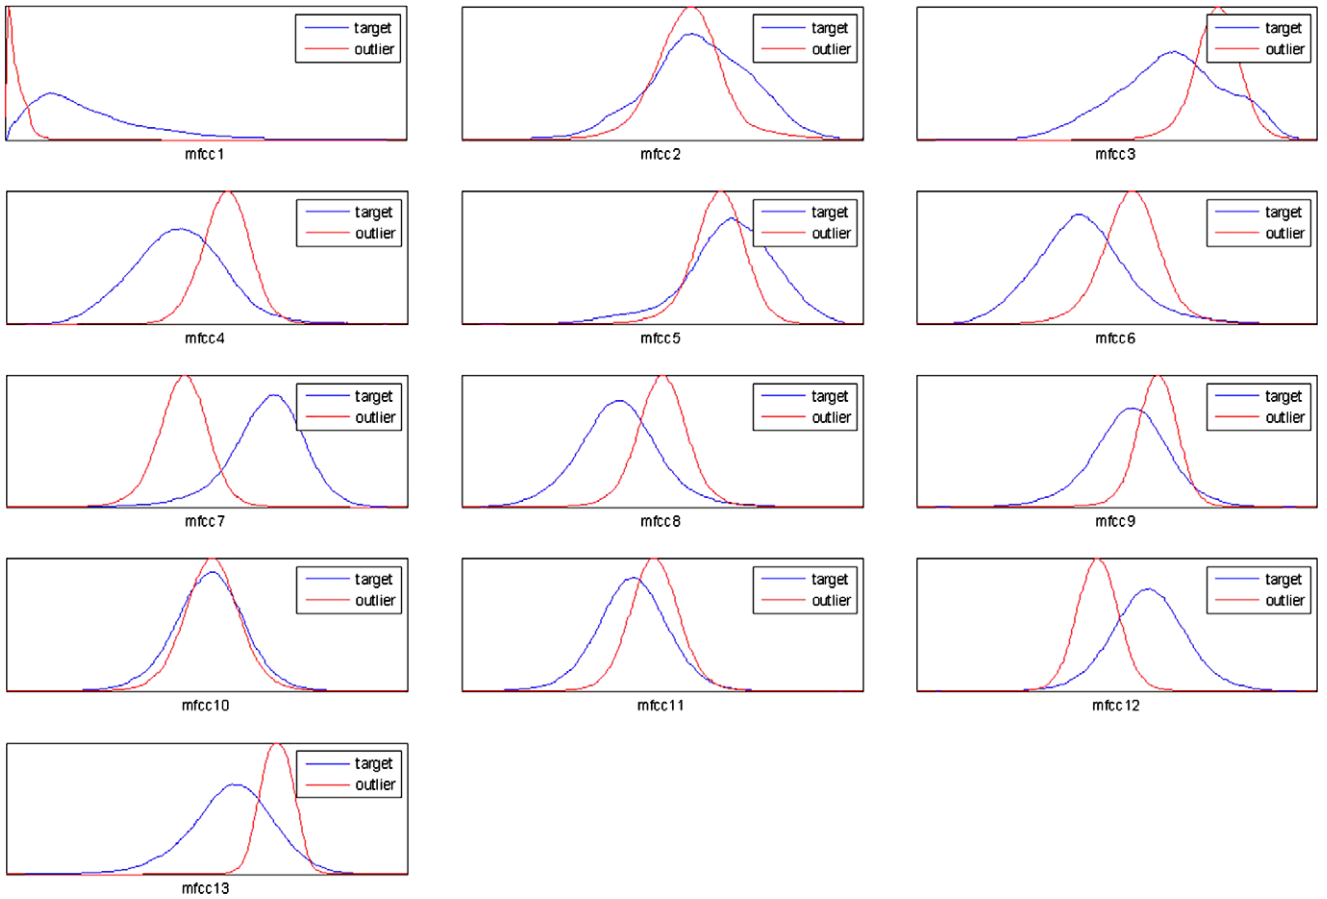 target
outlier
mfcc1
target
outlier
mfcc2
target
outlier
mfcc3
target
outlier
mfcc4
target
outlier
mfcc5
target
outlier
mfcc6
target
outlier
mfcc7
target
outlier
mfcc8
target
outlier
mfcc9
target
outlier
mfcc10
target
outlier
mfcc11
target
outlier
mfcc12
target
outlier
mfcc13